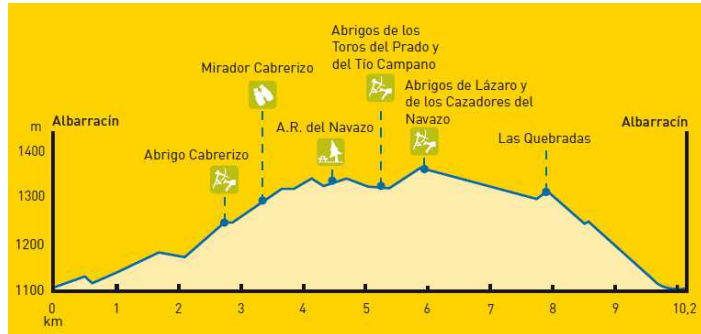 Abrigos de los
Toros del Prado y
del Tío Campano
Mirador Cabrerizo
Abrigos de Lázaro y
de los Cazadores del
Navazo
m
Albarracín
A.R. del Navazo
Las Quebradas
Albarracín
Abrigo Cabrerizo
1400
1300
1200
1100
0 1 2 3 4 5 6 7 8 9 10,2
km